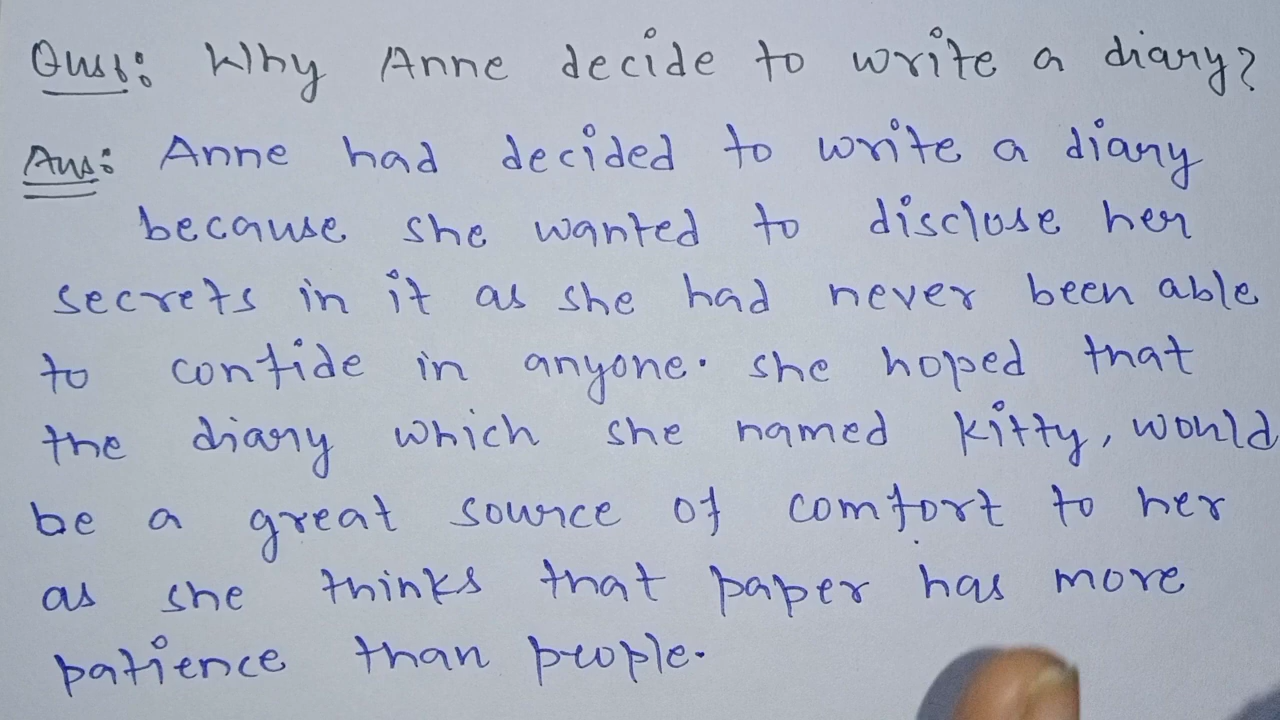 Ques: Why Anne decide to write a diary?
Ans: Anne had decided to write a diary
because she wanted to disclose her
secrets in it as she had never been able
to confide in anyone. she hoped that
the diary which she named kitty, would
be a great source of comfort to her
as she thinks that paper has more
patience than people.